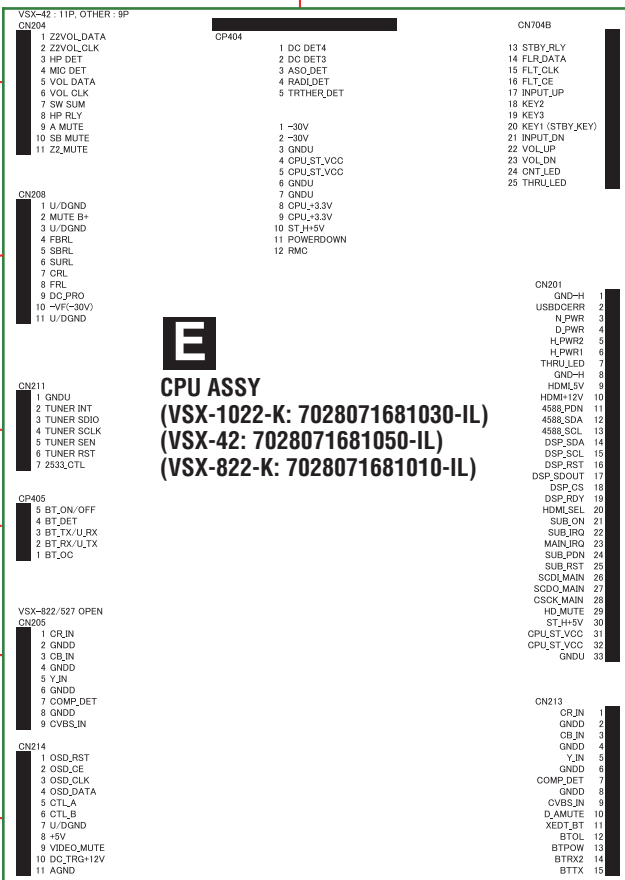 VSX-42 : 11P, OTHER : 9P
CN204
1 Z2VOL_DATA
2 Z2VOL_CLK
3 HP DET
4 MIC DET
5 VOL DATA
6 VOL CLK
7 SW SUM
8 HP RLY
9 A MUTE
10 SB MUTE
11 Z2_MUTE
CN208
1 U/DGND
2 MUTE B+
3 U/DGND
4 FBRL
5 SBRL
6 SURL
7 CRL
8 FRL
9 DC_PRO
10 -VF(-30V)
11 U/DGND
CN211
1 GNDU
2 TUNER INT
3 TUNER SDIO
4 TUNER SCLK
5 TUNER SEN
6 TUNER RST
7 2533_CTL
CP405
5 BT_ON/OFF
4 BT_DET
3 BT_TX/U_RX
2 BT_RX/U_TX
1 BT_OC
VSX-822/527 OPEN
CN205
1 CR_IN
2 GNDD
3 CB_IN
4 GNDD
5 Y_IN
6 GNDD
7 COMP_DET
8 GNDD
9 CVBS_IN
CN214
1 OSD_RST
2 OSD_CE
3 OSD_CLK
4 OSD_DATA
5 CTL_A
6 CTL_B
7 U/DGND
8 +5V
9 VIDEO_MUTE
10 DC_TRG+12V
11 AGND
CP404
1 DC DET4
2 DC DET3
3 ASO_DET
4 RADI_DET
5 TRTHER_DET
1 -30V
2 -30V
3 GNDU
4 CPU_ST_VCC
5 CPU_ST_VCC
6 GNDU
7 GNDU
8 CPU_+3.3V
9 CPU_+3.3V
10 ST_H+5V
11 POWERDOWN
12 RMC
E
CPU ASSY
(VSX-1022-K: 7028071681030-IL)
(VSX-42: 7028071681050-IL)
(VSX-822-K: 7028071681010-IL)
CN704B
13 STBY_RLY
14 FLR_DATA
15 FLT_CLK
16 FLT_CE
17 INPUT_UP
18 KEY2
19 KEY3
20 KEY1 (STBY_KEY)
21 INPUT_DN
22 VOL_UP
23 VOL_DN
24 CNT_LED
25 THRU_LED
CN201
GND-H 1
USBDCERR 2
N_PWR 3
D_PWR 4
H_PWR2 5
H_PWR1 6
THRU_LED 7
GND-H 8
HDMI_5V 9
HDMI+12V 10
4588_PDN 11
4588_SDA 12
4588_SCL 13
DSP_SDA 14
DSP_SCL 15
DSP_RST 16
DSP_SDOUT 17
DSP_CS 18
DSP_RDY 19
HDMI_SEL 20
SUB_ON 21
SUB_IRQ 22
MAIN_IRQ 23
SUB_PDN 24
SUB_RST 25
SCDI_MAIN 26
SCDO_MAIN 27
CSCK_MAIN 28
HD_MUTE 29
ST_H+5V 30
CPU_ST_VCC 31
CPU_ST_VCC 32
GNDU 33
CN213
CR_IN 1
GNDD 2
CB_IN 3
GNDD 4
Y_IN 5
GNDD 6
COMP_DET 7
GNDD 8
CVBS_IN 9
D_AMUTE 10
XEDT_BT 11
BTOL 12
BTPOW 13
BTRX2 14
BTTX 15